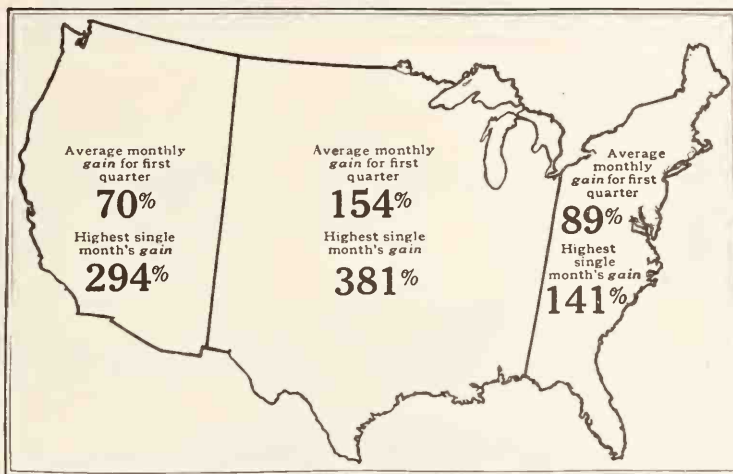 Average monthly
gain for first
quarter
70%
Highest single
month's gain
294%
Average monthly
gain for first
quarter
154%
Highest single
month's gain
381%
Average
monthly
gain for first
quarter
89%
Highest
single
month's gain
141%